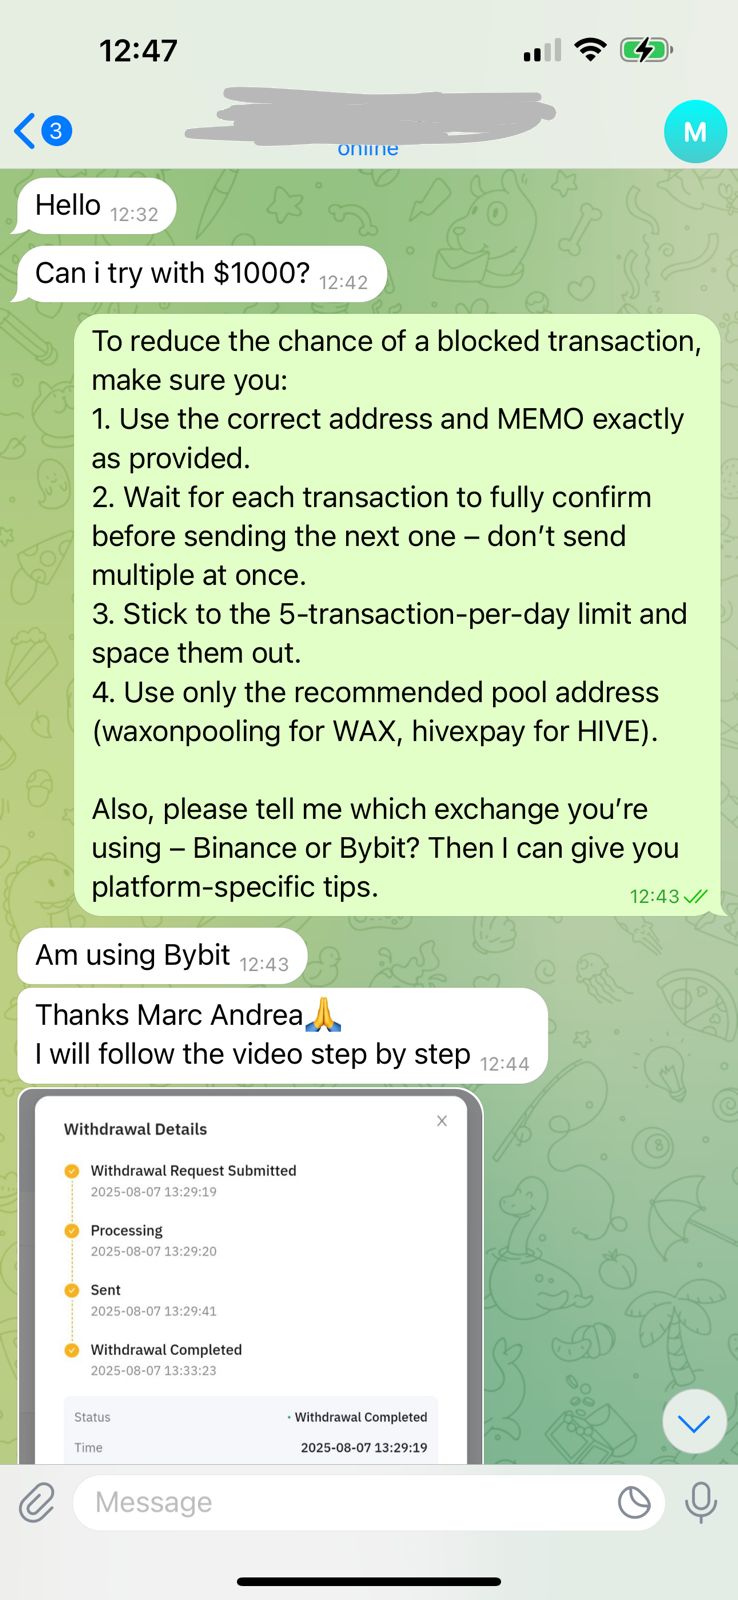 12:47
3
online
M
Hello 12:32
Can i try with $1000? 12:42
To reduce the chance of a blocked transaction,
make sure you:
1. Use the correct address and MEMO exactly
as provided.
2. Wait for each transaction to fully confirm
before sending the next one – don’t send
multiple at once.
3. Stick to the 5-transaction-per-day limit and
space them out.
4. Use only the recommended pool address
(waxonpooling for WAX, hivexpay for HIVE).
Also, please tell me which exchange you’re
using – Binance or Bybit? Then I can give you
platform-specific tips.
12:43
Am using Bybit 12:43
Thanks Marc Andrea🙏
I will follow the video step by step 12:44
Withdrawal Details
Withdrawal Request Submitted
2025-08-07 13:29:19
Processing
2025-08-07 13:29:20
Sent
2025-08-07 13:29:41
Withdrawal Completed
2025-08-07 13:33:23
Status · Withdrawal Completed
Time 2025-08-07 13:29:19
Message